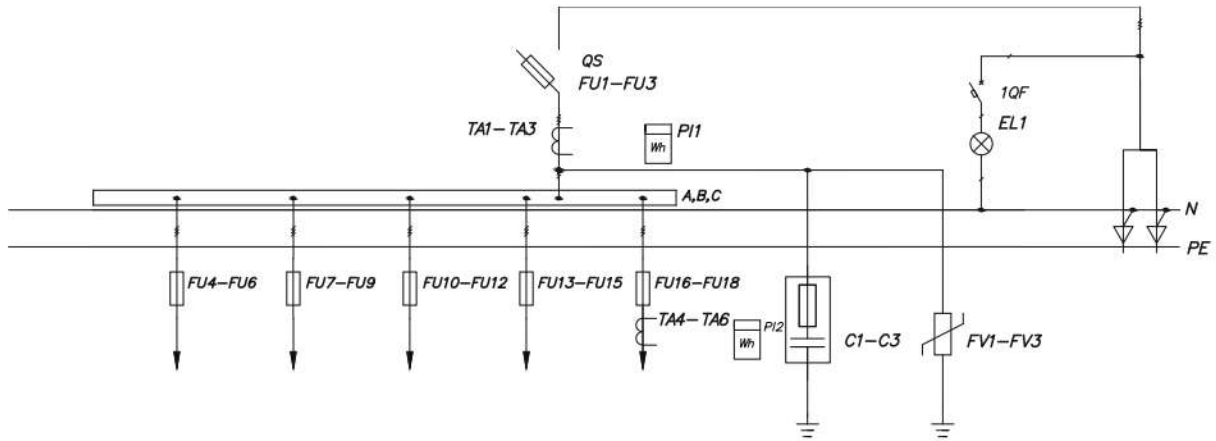 QS
FU1-FU3
1QF
EL1
TA1-TA3
PI1
Wh
A,B,C
N
PE
FU4-FU6
FU7-FU9
FU10-FU12
FU13-FU15
FU16-FU18
TA4-TA6
PI2
Wh
C1-C3
FV1-FV3